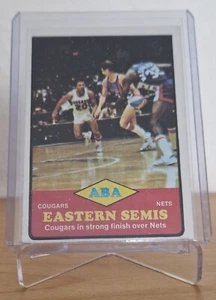 ABA
COUGARS NETS
EASTERN SEMIS
Cougars in strong finish over Nets